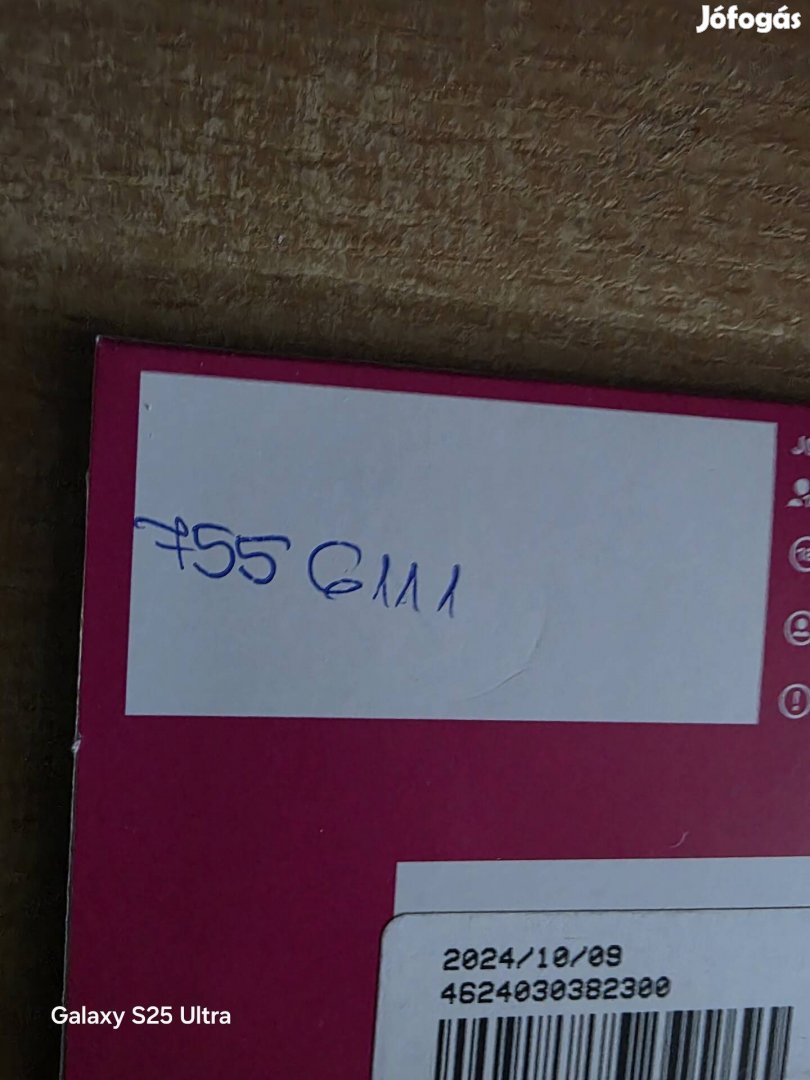 Jófogás
755 6111
2024/10/09
4624030382300
Galaxy S25 Ultra